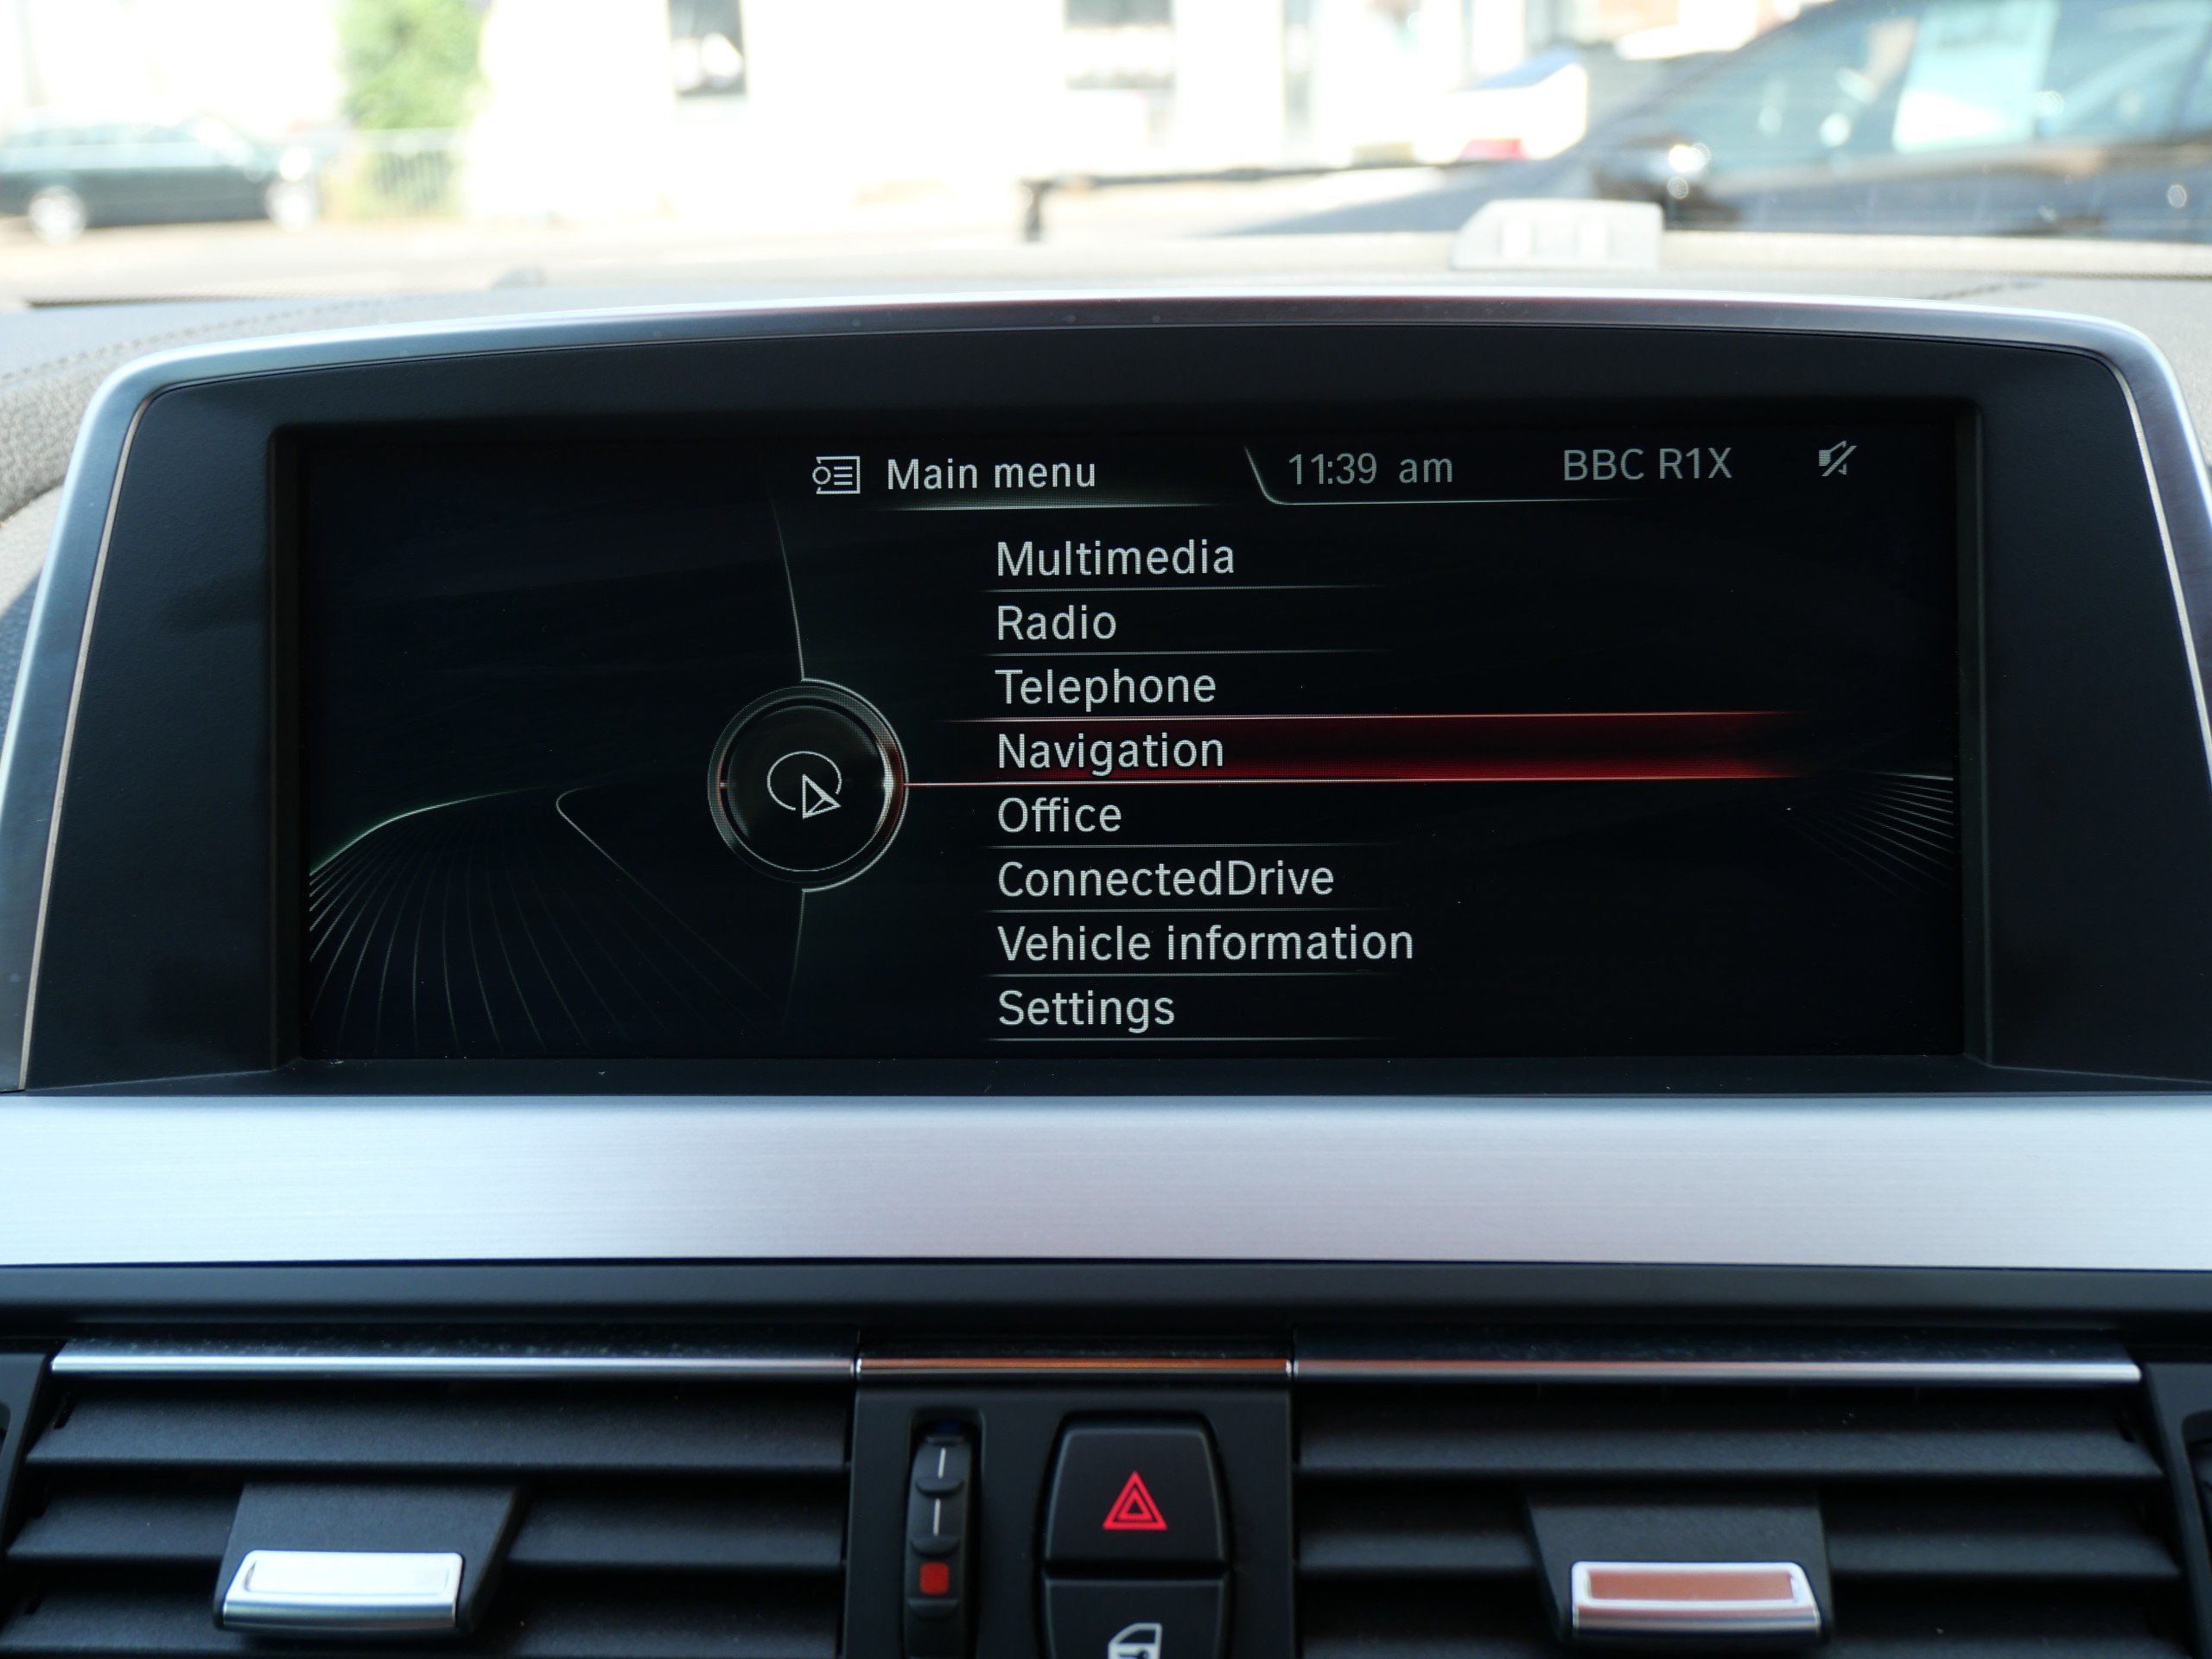 Main menu 11:39 am BBC R1X
Multimedia
Radio
Telephone
Navigation
Office
ConnectedDrive
Vehicle information
Settings